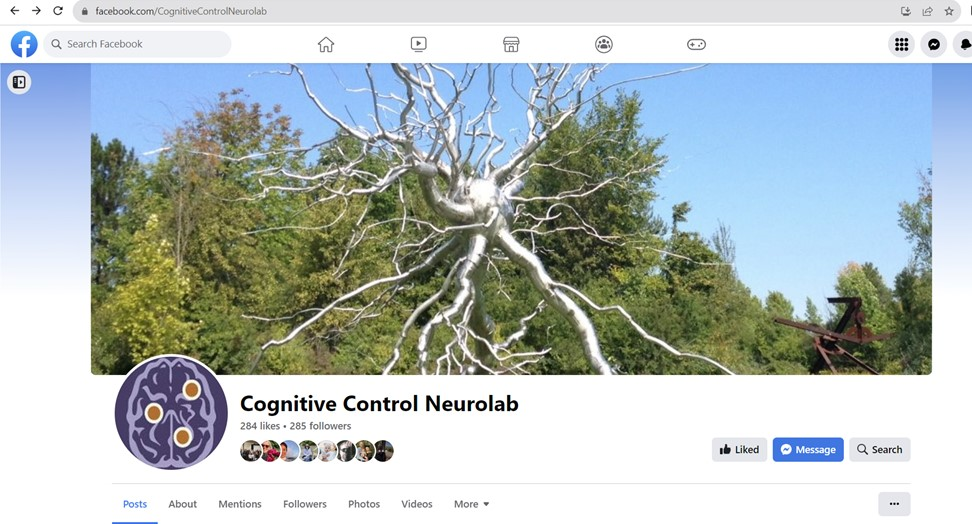 facebook.com/CognitiveControlNeurolab
Search Facebook
Cognitive Control Neurolab
284 likes • 285 followers
Liked
Message
Search
Posts
About
Mentions
Followers
Photos
Videos
More